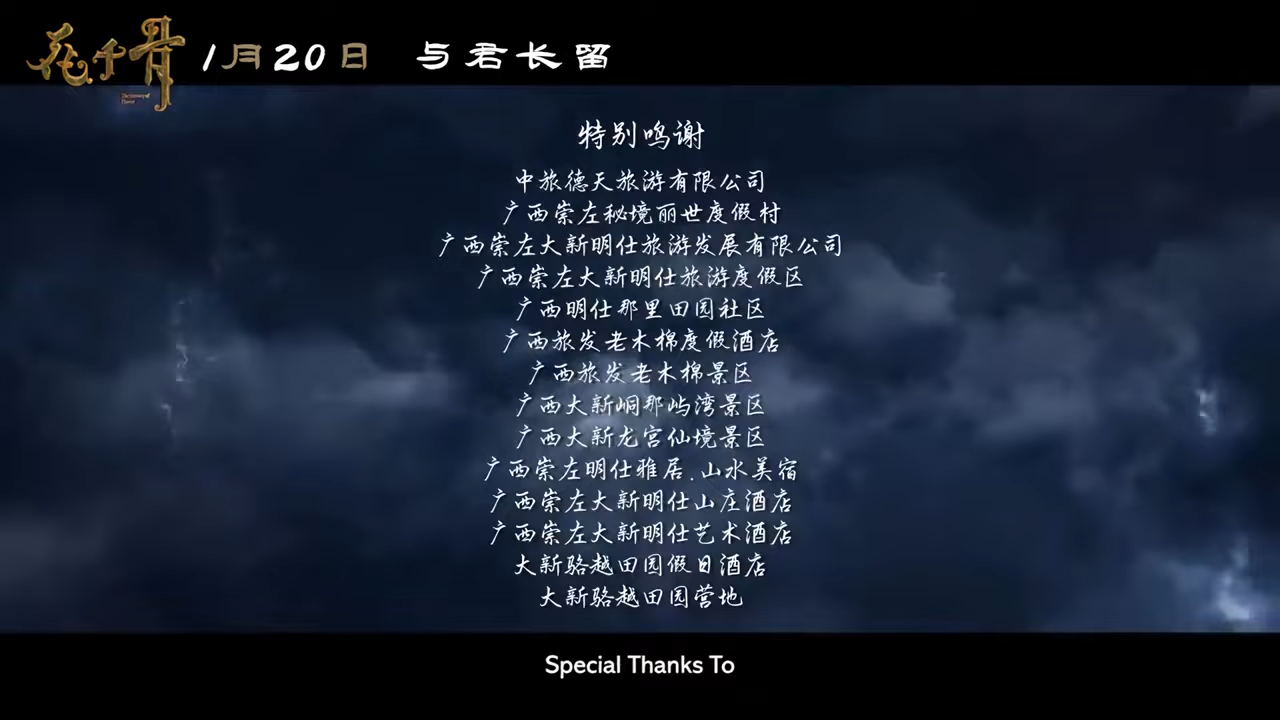 花千骨 1月20日 与君长留
特别鸣谢
中旅德天旅游有限公司
广西崇左秘境丽世度假村
广西崇左大新明仕旅游发展有限公司
广西崇左大新明仕旅游度假区
广西明仕那里田园社区
广西旅发老木棉度假酒店
广西旅发老木棉景区
广西大新峒那屿湾景区
广西大新龙宫仙境景区
广西崇左明仕雅居.山水美宿
广西崇左大新明仕山庄酒店
广西崇左大新明仕艺术酒店
大新骆越田园假日酒店
大新骆越田园营地
Special Thanks To